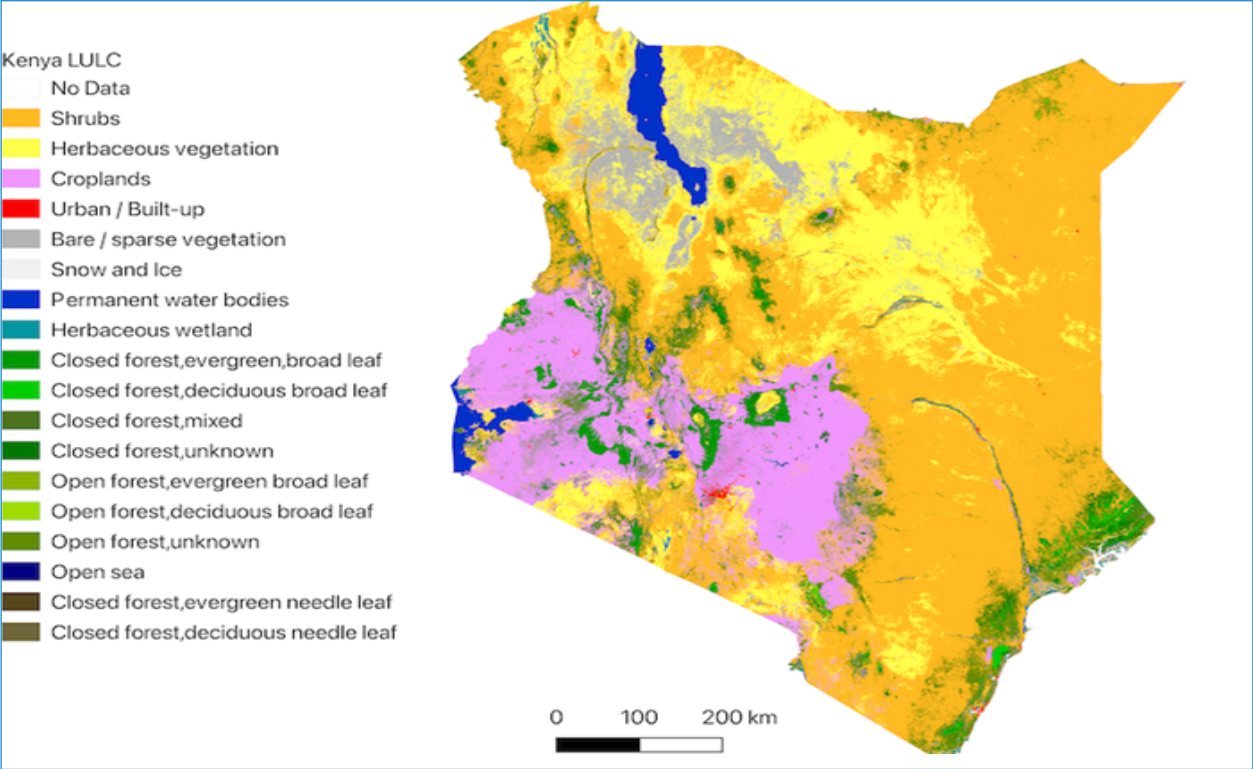 Kenya LULC
No Data
Shrubs
Herbaceous vegetation
Croplands
Urban / Built-up
Bare / sparse vegetation
Snow and Ice
Permanent water bodies
Herbaceous wetland
Closed forest,evergreen,broad leaf
Closed forest,deciduous broad leaf
Closed forest,mixed
Closed forest,unknown
Open forest,evergreen broad leaf
Open forest,deciduous broad leaf
Open forest,unknown
Open sea
Closed forest,evergreen needle leaf
Closed forest,deciduous needle leaf
0 100 200 km